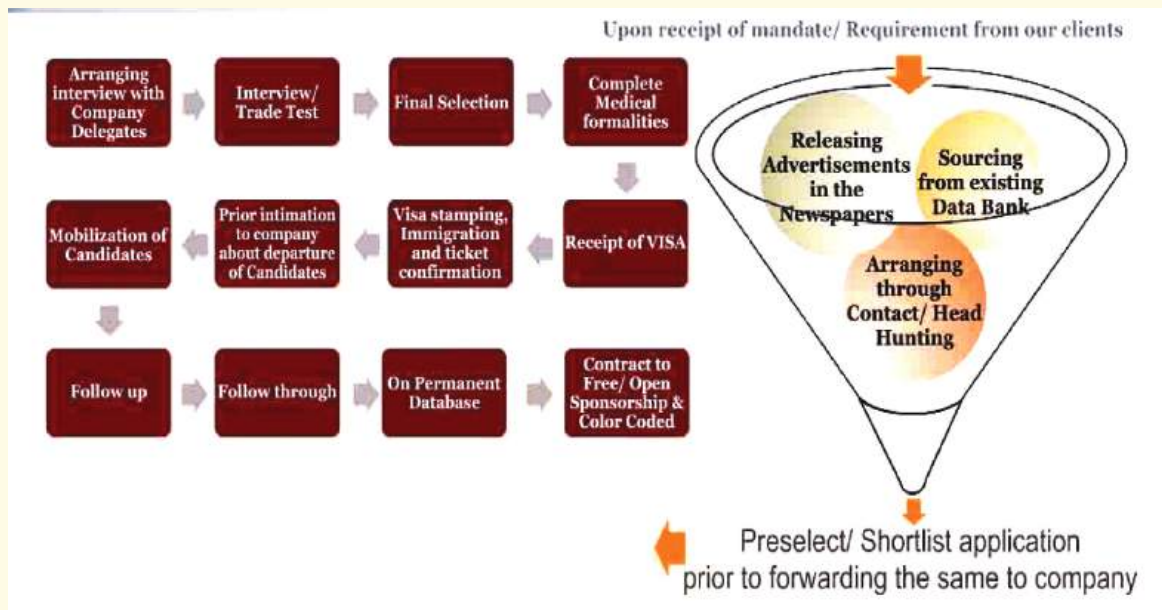 Upon receipt of mandate/ Requirement from our clients
Arranging
interview with
Company
Delegates
Interview/
Trade Test
Final Selection
Complete
Medical
formalities
Mobilization of
Candidates
Prior intimation
to company
about departure
of Candidates
Visa stamping,
Immigration
and ticket
confirmation
Receipt of VISA
Follow up
Follow through
On Permanent
Database
Contract to
Free/ Open
Sponsorship &
Color Coded
Releasing
Advertisements
in the
Newspapers
Sourcing
from existing
Data Bank
Arranging
through
Contact/ Head
Hunting
Preselect/ Shortlist application
prior to forwarding the same to company